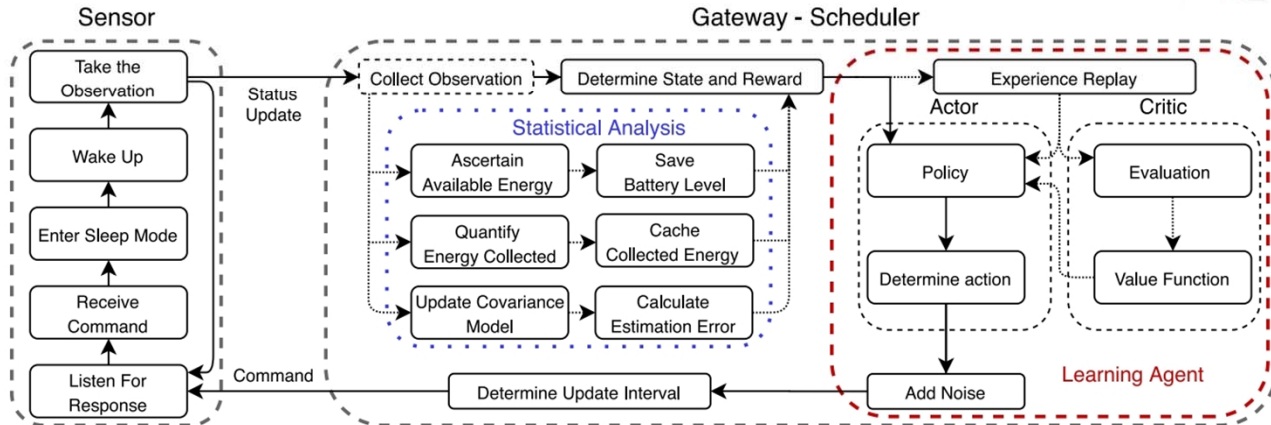 Sensor
Gateway - Scheduler
Take the
Observation
Wake Up
Enter Sleep Mode
Receive
Command
Listen For
Response
Status
Update
Command
Collect Observation
Determine State and Reward
Statistical Analysis
Ascertain
Available Energy
Save
Battery Level
Quantify
Energy Collected
Cache
Collected Energy
Update Covariance
Model
Calculate
Estimation Error
Determine Update Interval
Experience Replay
Actor
Critic
Policy
Evaluation
Determine action
Value Function
Learning Agent
Add Noise